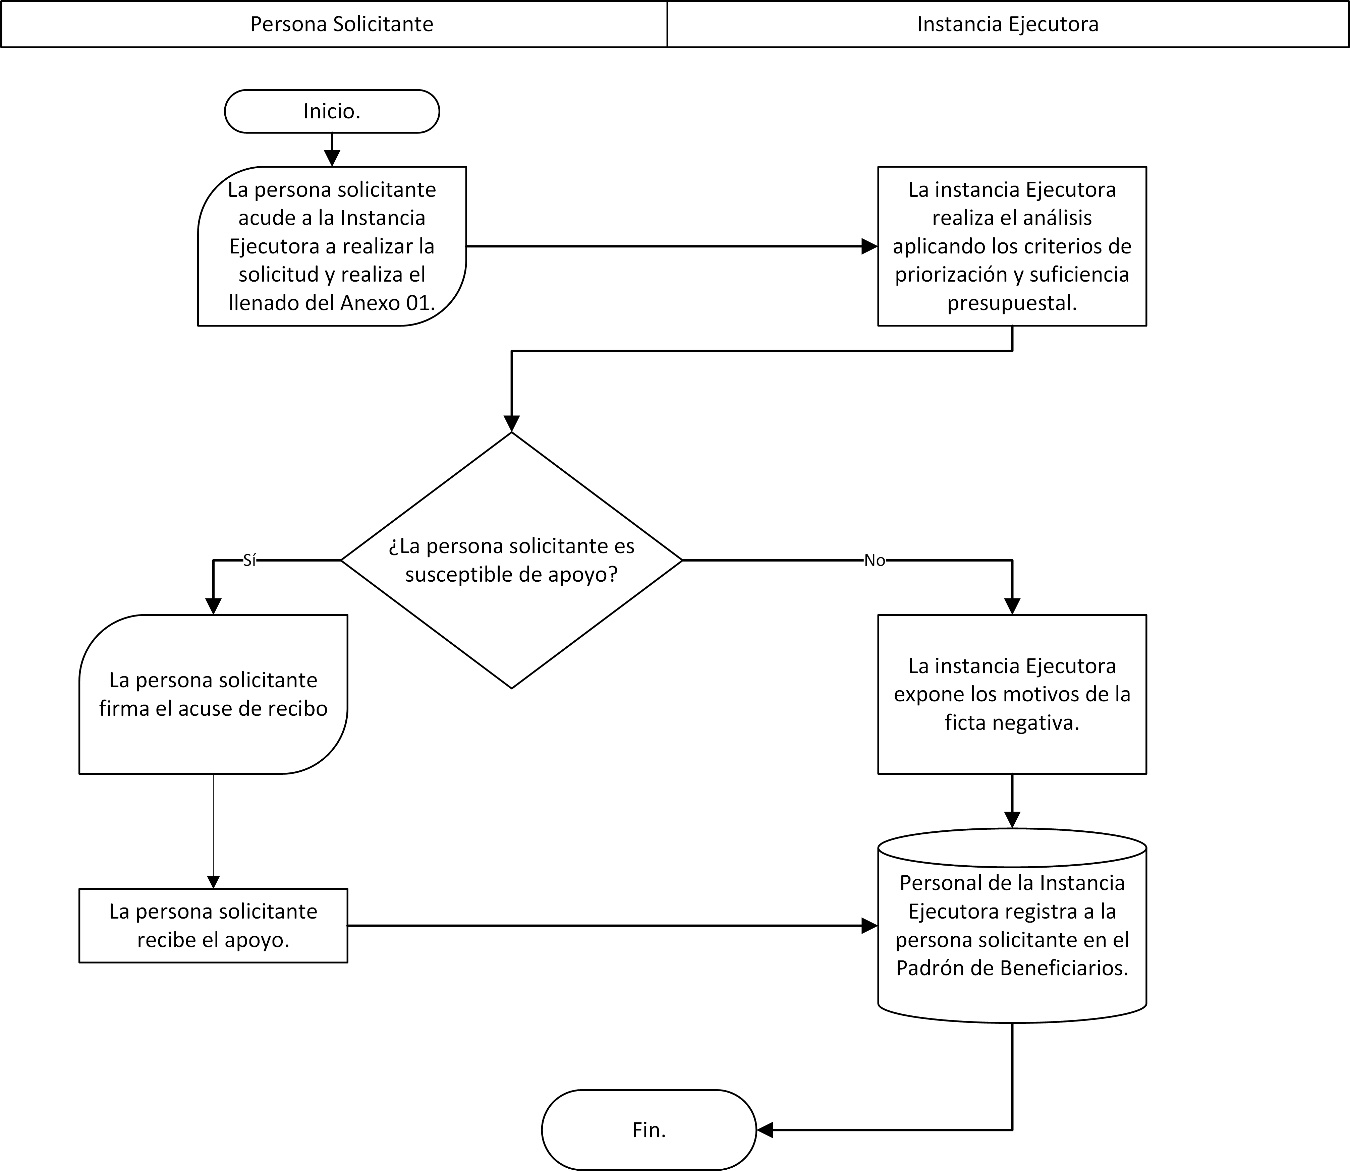 Persona Solicitante
Instancia Ejecutora
Inicio.
La persona solicitante
acude a la Instancia
Ejecutora a realizar la
solicitud y realiza el
llenado del Anexo 01.
La instancia Ejecutora
realiza el análisis
aplicando los criterios de
priorización y suficiencia
presupuestal.
¿La persona solicitante es
susceptible de apoyo?
Sí
No
La persona solicitante
firma el acuse de recibo
La instancia Ejecutora
expone los motivos de la
ficta negativa.
La persona solicitante
recibe el apoyo.
Personal de la Instancia
Ejecutora registra a la
persona solicitante en el
Padrón de Beneficiarios.
Fin.